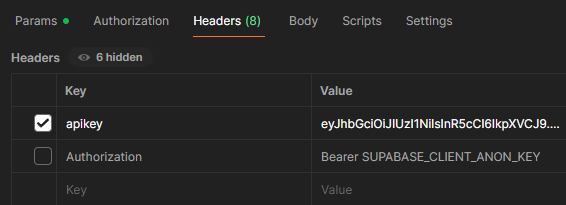 Params Authorization Headers (8) Body Scripts Settings
Headers 6 hidden
Key Value
apikey eyJhbGciOiJIUzI1NiIsInR5cCI6IkpXVCJ9....
Authorization Bearer SUPABASE_CLIENT_ANON_KEY
Key Value